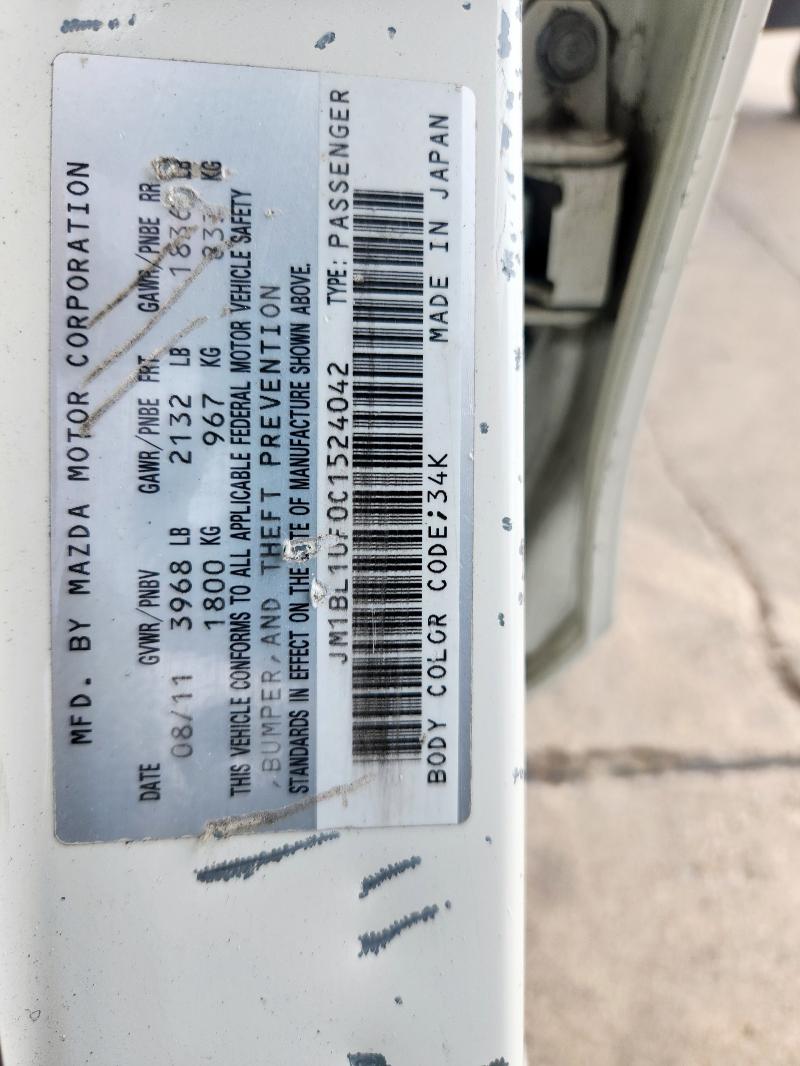 MFD. BY MAZDA MOTOR CORPORATION
DATE GVWR/PNBV GAWR/PNBE FRT GAWR/PNBE RR
08/11 3968 LB 2132 LB LB
1800 KG 967 KG KG
THIS VEHICLE CONFORMS TO ALL APPLICABLE FEDERAL MOTOR VEHICLE SAFETY
,BUMPER,AND THEFT PREVENTION
STANDARDS IN EFFECT ON THE OF MANUFACTURE SHOWN ABOVE.
TYPE: PASSENGER
BODY COLOR CODE;34K MADE IN JAPAN